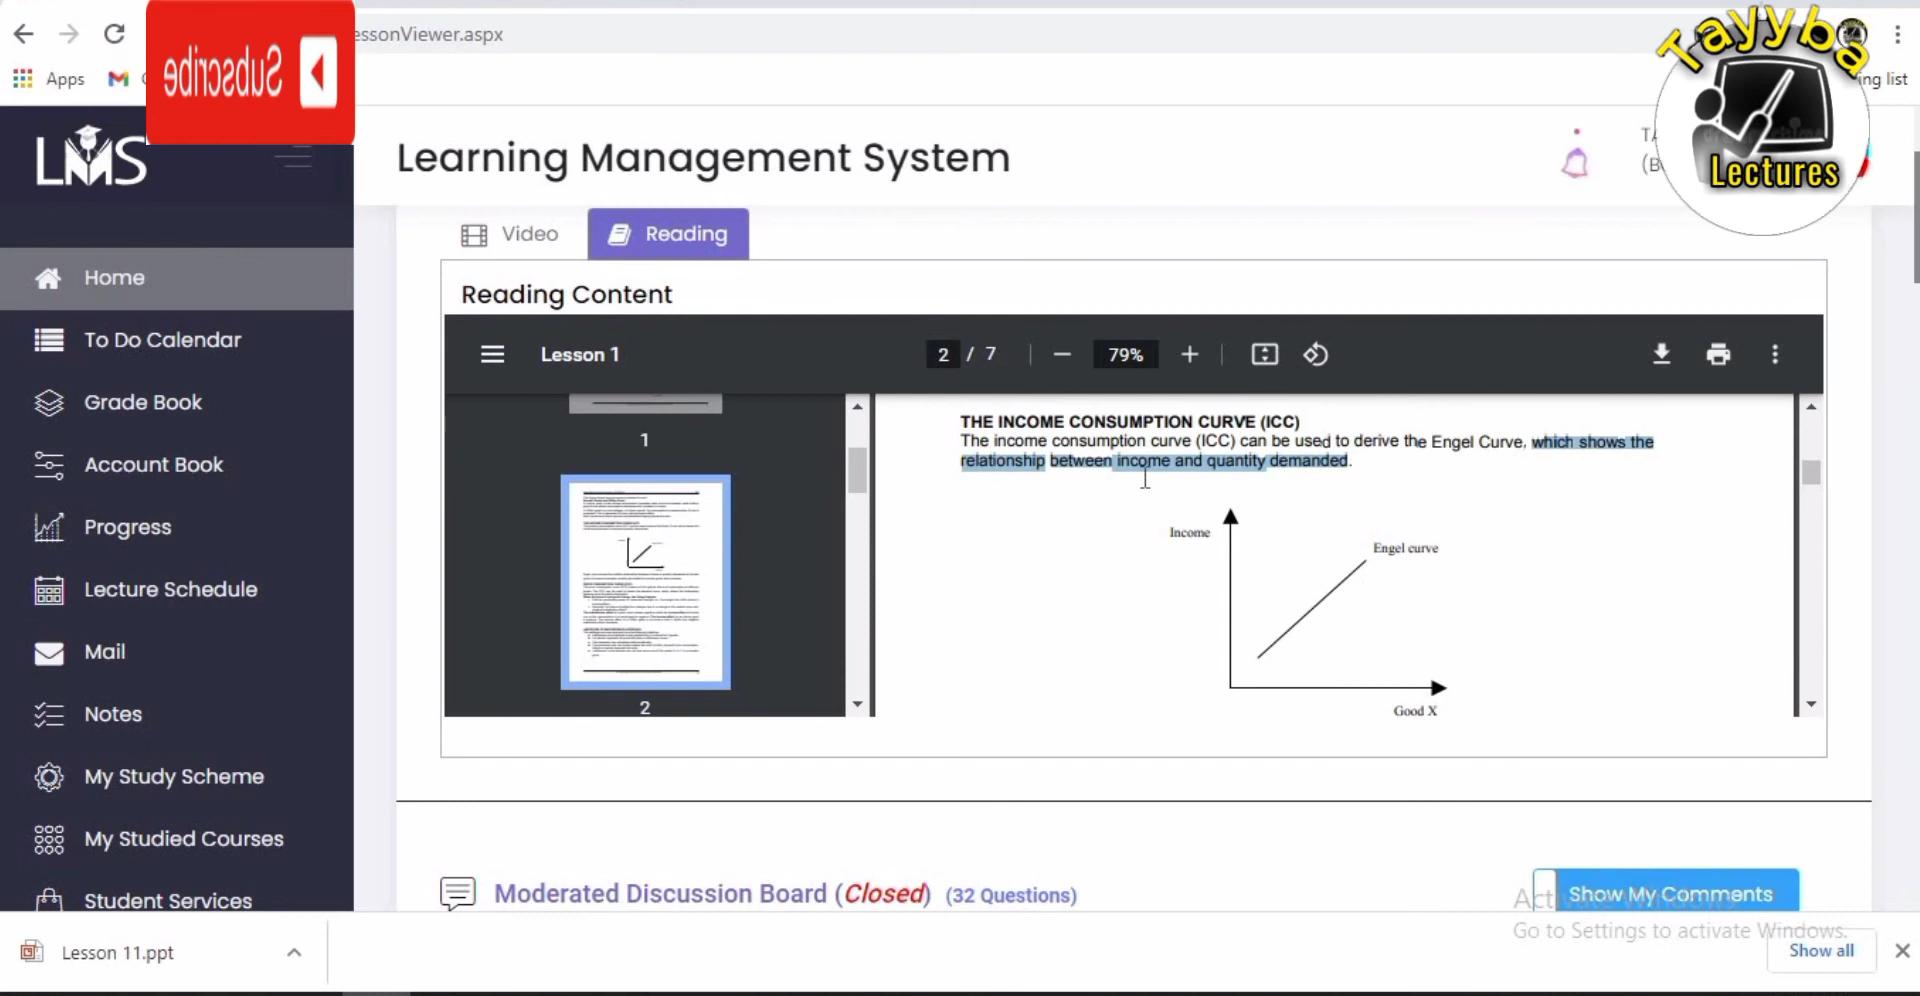 essonViewer.aspx
Apps
ing list
Subscribe
Tayyba
Lectures
LMS
Learning Management System
Home
To Do Calendar
Grade Book
Account Book
Progress
Lecture Schedule
Mail
Notes
My Study Scheme
My Studied Courses
Student Services
Video
Reading
Reading Content
Lesson 1
2 / 7
79%
1
2
THE INCOME CONSUMPTION CURVE (ICC)
The income consumption curve (ICC) can be used to derive the Engel Curve, which shows the
relationship between income and quantity demanded.
Income
Engel curve
Good X
Moderated Discussion Board (Closed) (32 Questions)
Show My Comments
Activate Windows
Go to Settings to activate Windows.
Lesson 11.ppt
Show all